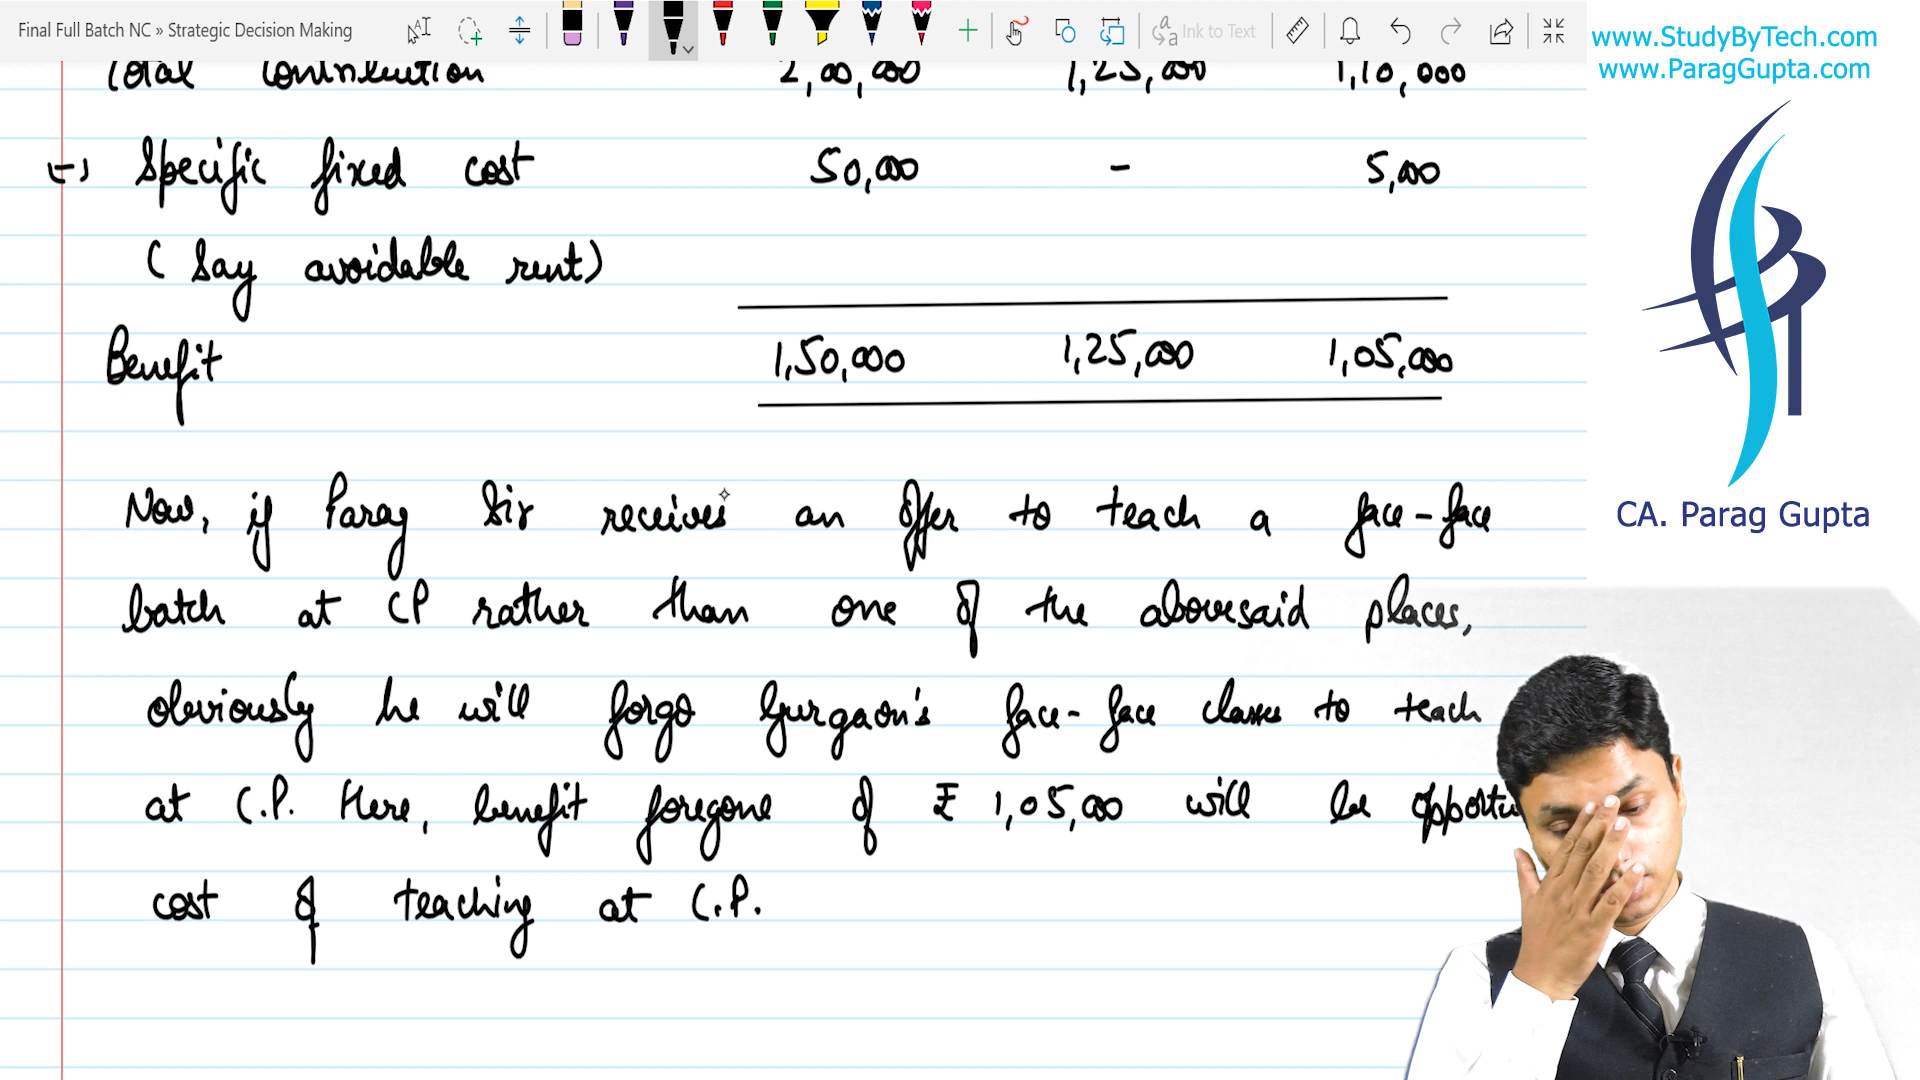 Final Full Batch NC » Strategic Decision Making
Ink to Text
www.StudyByTech.com
www.ParagGupta.com
Total Contribution 2,00,000 1,25,000 1,10,000
(-) Specific fixed cost 50,000 - 5,000
(Say avoidable rent)
Benefit 1,50,000 1,25,000 1,05,000
CA. Parag Gupta
Now, if Parag Sir receives an offer to teach a face-face
batch at CP rather than one of the abovesaid places,
obviously he will forgo Gurgaon's face-face classes to teach
at C.P. Here, benefit foregone of ₹ 1,05,000 will be opportu
cost of teaching at C.P.